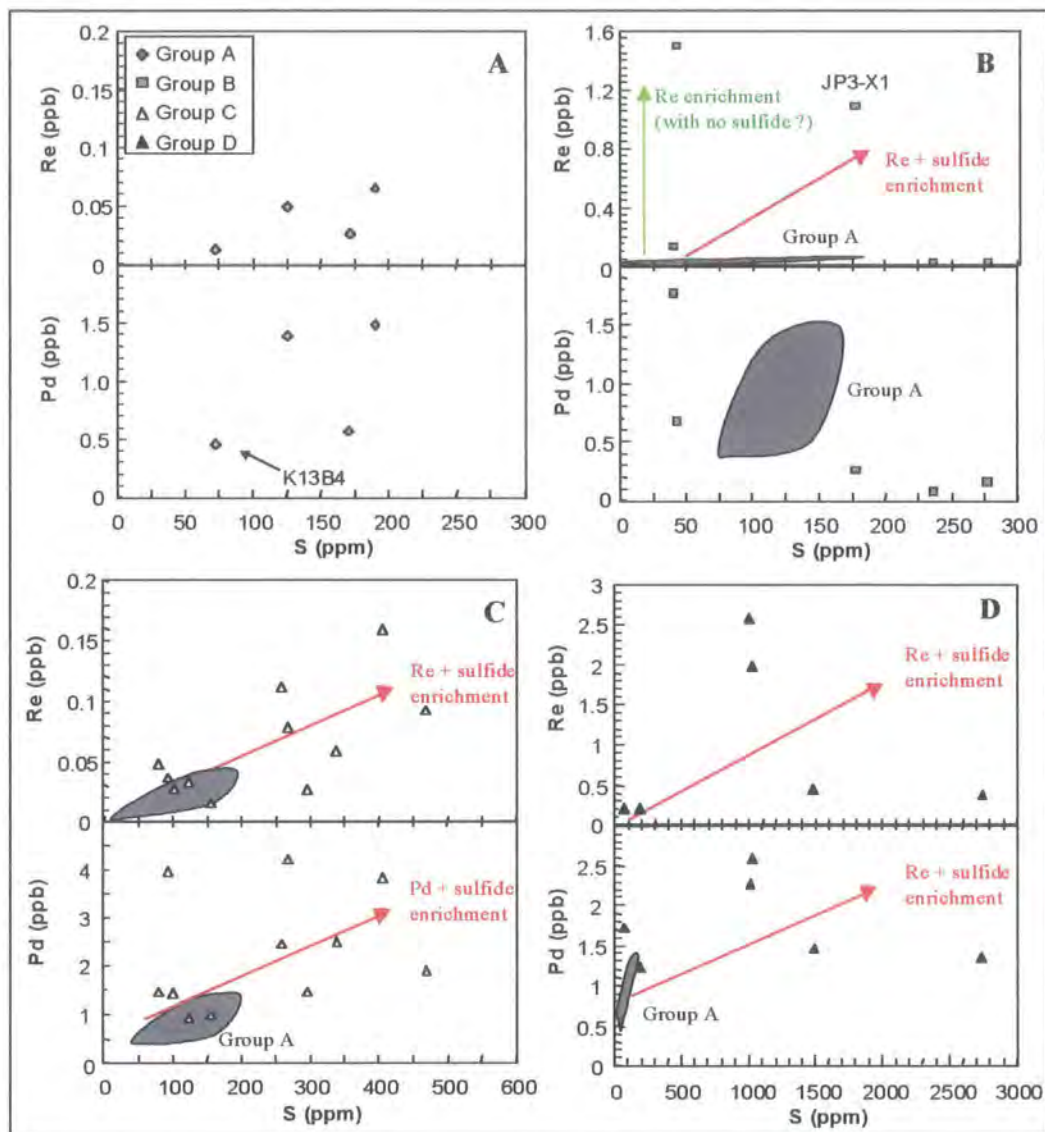 Group A
Group B
Group C
Group D
A
Re (ppb)
0.2
0.15
0.1
0.05
0
Pd (ppb)
1.5
1.0
0.5
0
K13B4
0 50 100 150 200 250 300
S (ppm)
B
Re (ppb)
1.6
1.2
0.8
0.4
0
JP3-X1
Re enrichment
(with no sulfide ?)
Re + sulfide
enrichment
Group A
Pd (ppb)
1.5
1.0
0.5
0
Group A
0 50 100 150 200 250 300
S (ppm)
C
Re (ppb)
0.2
0.15
0.1
0.05
0
Re + sulfide
enrichment
Pd (ppb)
4
3
2
1
0
Pd + sulfide
enrichment
Group A
0 100 200 300 400 500 600
S (ppm)
D
Re (ppb)
3
2.5
2
1.5
1
0.5
0
Re + sulfide
enrichment
Pd (ppb)
2.5
2
1.5
1
0.5
0
Re + sulfide
enrichment
Group A
0 500 1000 1500 2000 2500 3000
S (ppm)